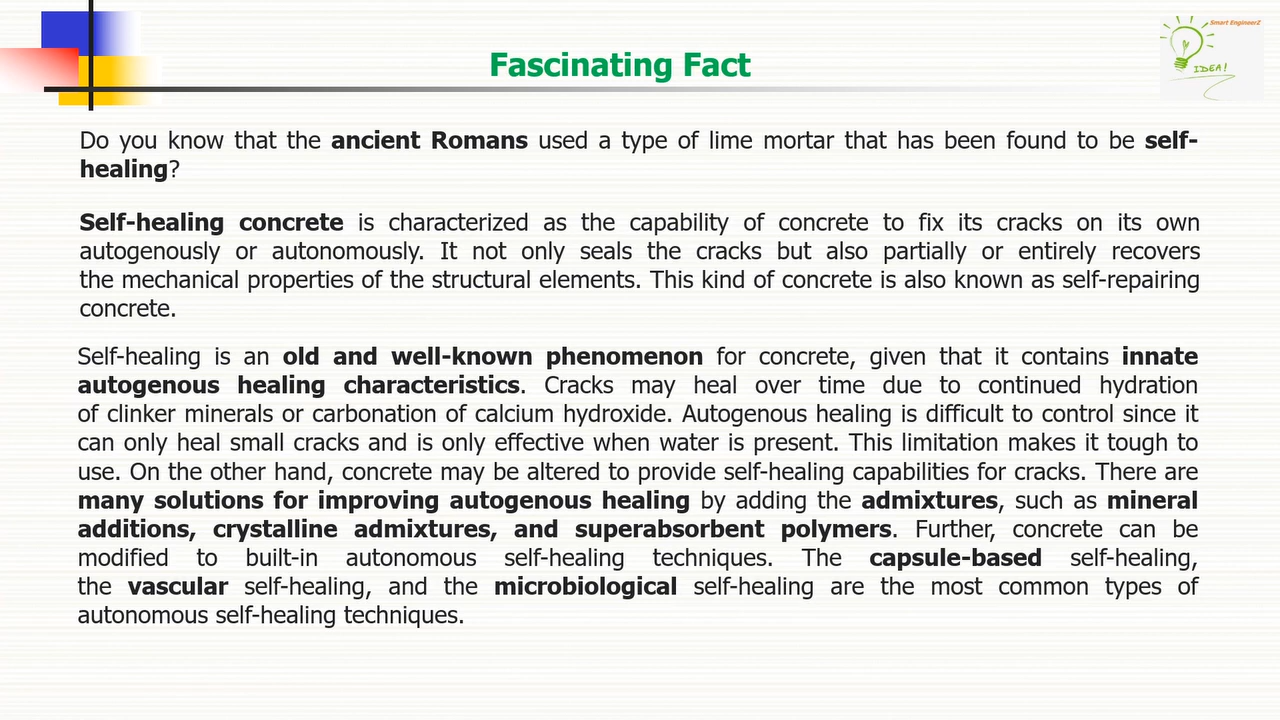 Smart EngineerZ
IDEA!
Fascinating Fact
Do you know that the ancient Romans used a type of lime mortar that has been found to be self-
healing?
Self-healing concrete is characterized as the capability of concrete to fix its cracks on its own
autogenously or autonomously. It not only seals the cracks but also partially or entirely recovers
the mechanical properties of the structural elements. This kind of concrete is also known as self-repairing
concrete.
Self-healing is an old and well-known phenomenon for concrete, given that it contains innate
autogenous healing characteristics. Cracks may heal over time due to continued hydration
of clinker minerals or carbonation of calcium hydroxide. Autogenous healing is difficult to control since it
can only heal small cracks and is only effective when water is present. This limitation makes it tough to
use. On the other hand, concrete may be altered to provide self-healing capabilities for cracks. There are
many solutions for improving autogenous healing by adding the admixtures, such as mineral
additions, crystalline admixtures, and superabsorbent polymers. Further, concrete can be
modified to built-in autonomous self-healing techniques. The capsule-based self-healing,
the vascular self-healing, and the microbiological self-healing are the most common types of
autonomous self-healing techniques.